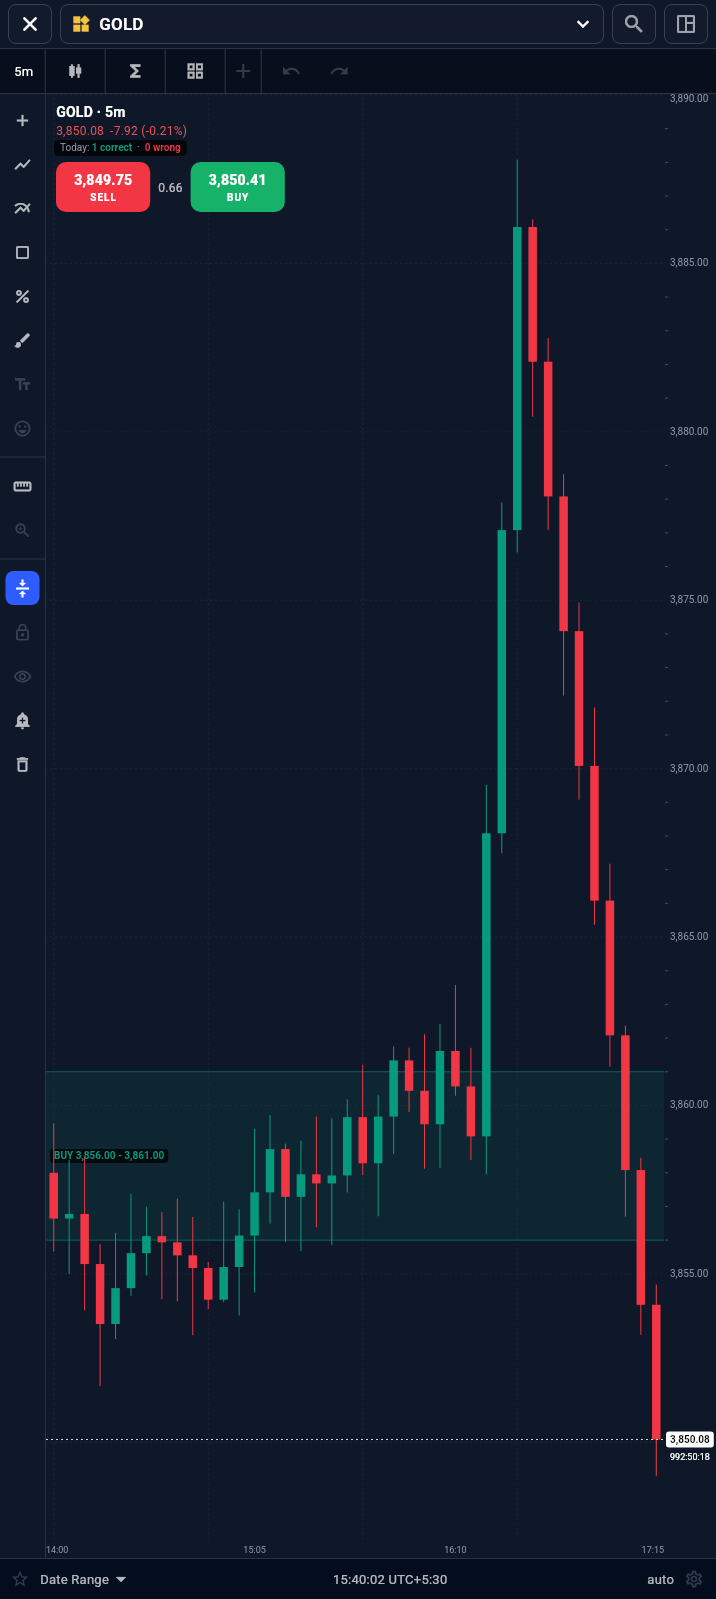 GOLD
5m
GOLD · 5m
3,850.08 -7.92 (-0.21%)
Today: 1 correct · 0 wrong
3,849.75
SELL
0.66
3,850.41
BUY
3,890.00
3,885.00
3,880.00
3,875.00
3,870.00
3,865.00
3,860.00
BUY 3,856.00 - 3,861.00
3,855.00
3,850.08
992:50:18
14:00 15:05 16:10 17:15
Date Range 15:40:02 UTC+5:30 auto